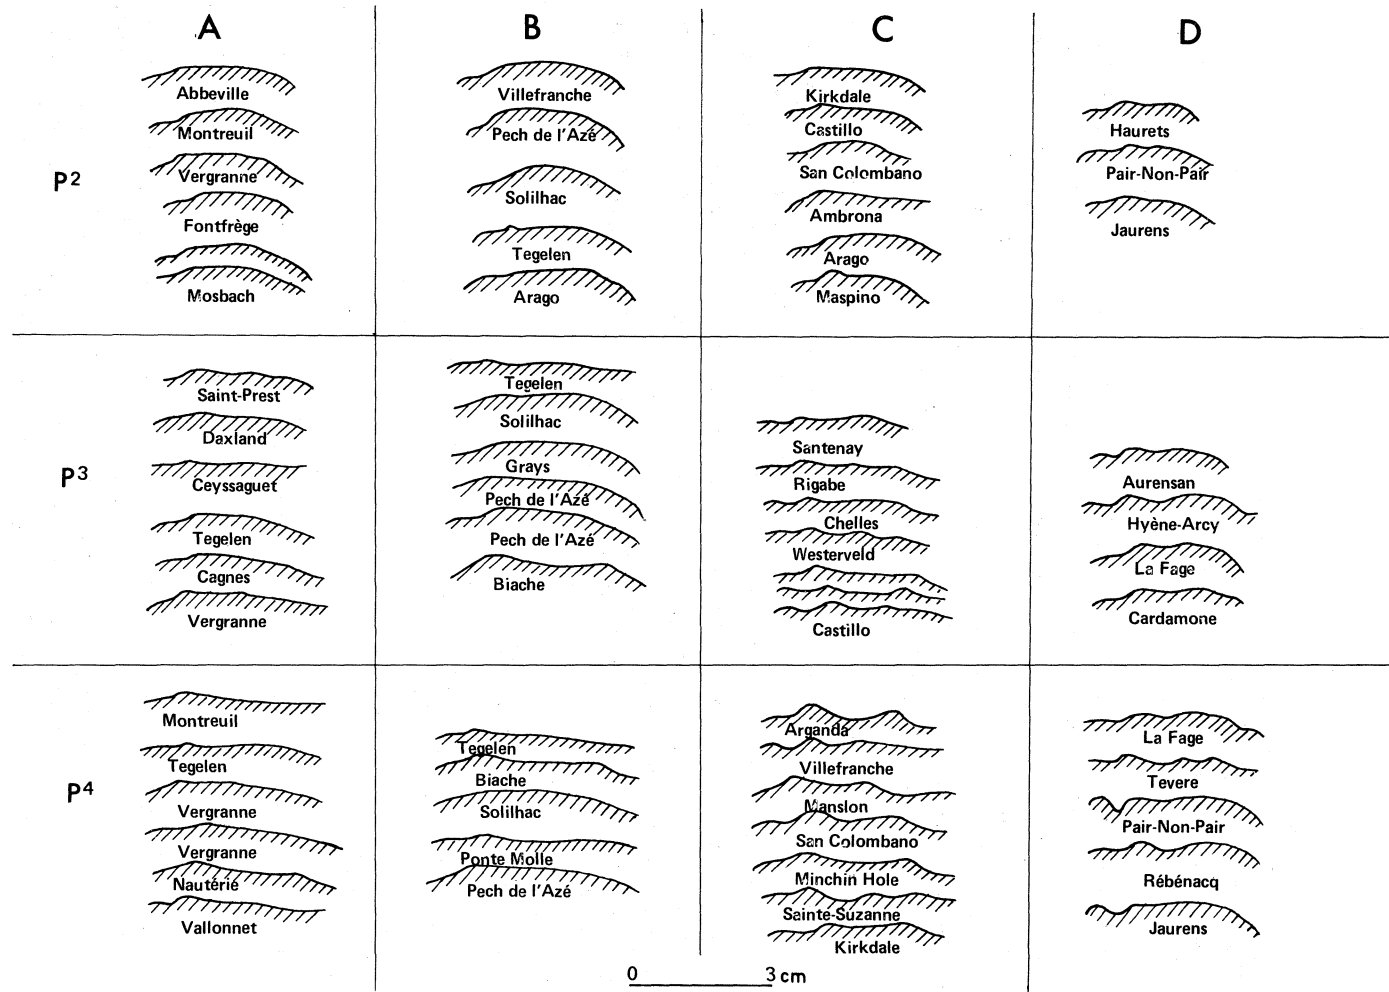 A B C D
P2
Abbeville
Montreuil
Vergranne
Fontfrège
Mosbach
Villefranche
Pech de l'Azé
Solilhac
Tegelen
Arago
Kirkdale
Castillo
San Colombano
Ambrona
Arago
Maspino
Haurets
Pair-Non-Pair
Jaurens
P3
Saint-Prest
Daxland
Ceyssaguet
Tegelen
Cagnes
Vergranne
Tegelen
Solilhac
Grays
Pech de l'Azé
Pech de l'Azé
Biache
Santenay
Rigabe
Chelles
Westerveld
Castillo
Aurensan
Hyène-Arcy
La Fage
Cardamone
P4
Montreuil
Tegelen
Vergranne
Vergranne
Nautérié
Vallonnet
Tegelen
Biache
Solilhac
Ponte Molle
Pech de l'Azé
Arganda
Villefranche
Manslon
San Colombano
Minchin Hole
Sainte-Suzanne
Kirkdale
La Fage
Tevere
Pair-Non-Pair
Rébénacq
Jaurens
0 3 cm